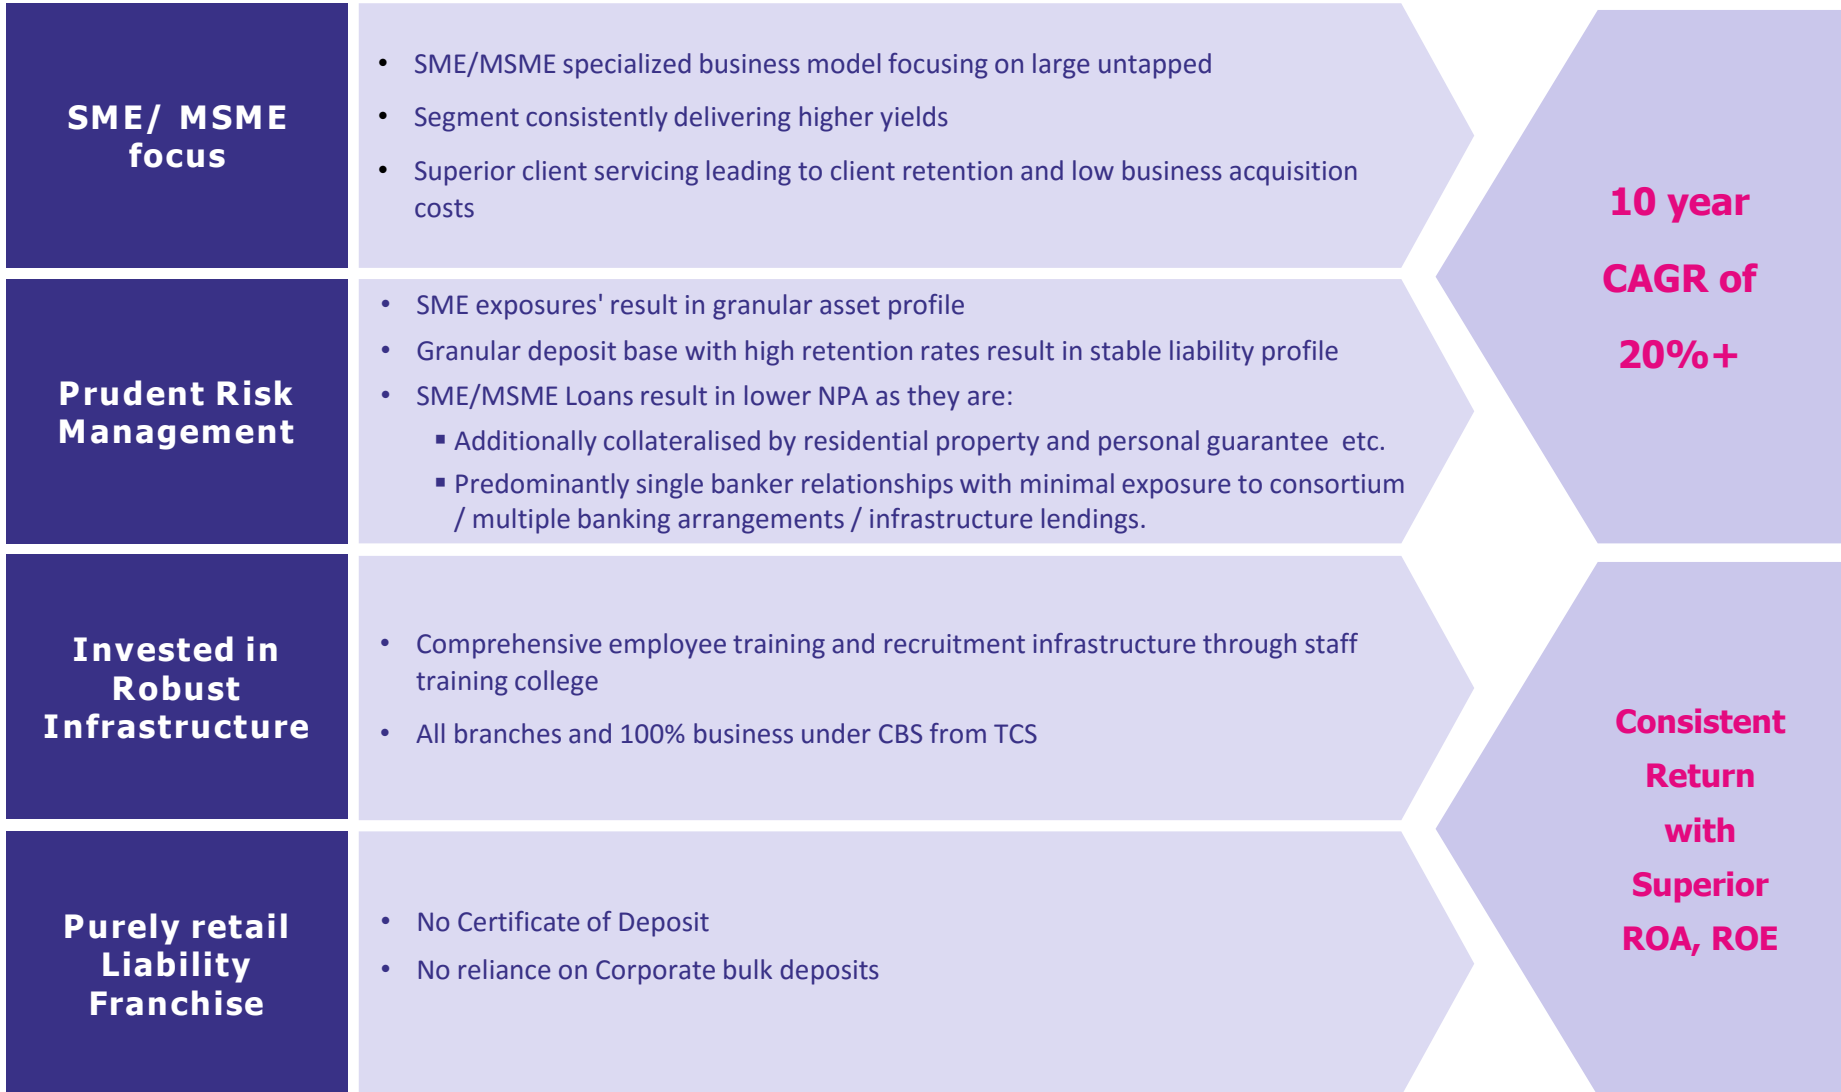 SME/ MSME
focus
• SME/MSME specialized business model focusing on large untapped
• Segment consistently delivering higher yields
• Superior client servicing leading to client retention and low business acquisition
costs
Prudent Risk
Management
• SME exposures' result in granular asset profile
• Granular deposit base with high retention rates result in stable liability profile
• SME/MSME Loans result in lower NPA as they are:
▪ Additionally collateralised by residential property and personal guarantee etc.
▪ Predominantly single banker relationships with minimal exposure to consortium
/ multiple banking arrangements / infrastructure lendings.
10 year
CAGR of
20%+
Invested in
Robust
Infrastructure
• Comprehensive employee training and recruitment infrastructure through staff
training college
• All branches and 100% business under CBS from TCS
Purely retail
Liability
Franchise
• No Certificate of Deposit
• No reliance on Corporate bulk deposits
Consistent
Return
with
Superior
ROA, ROE